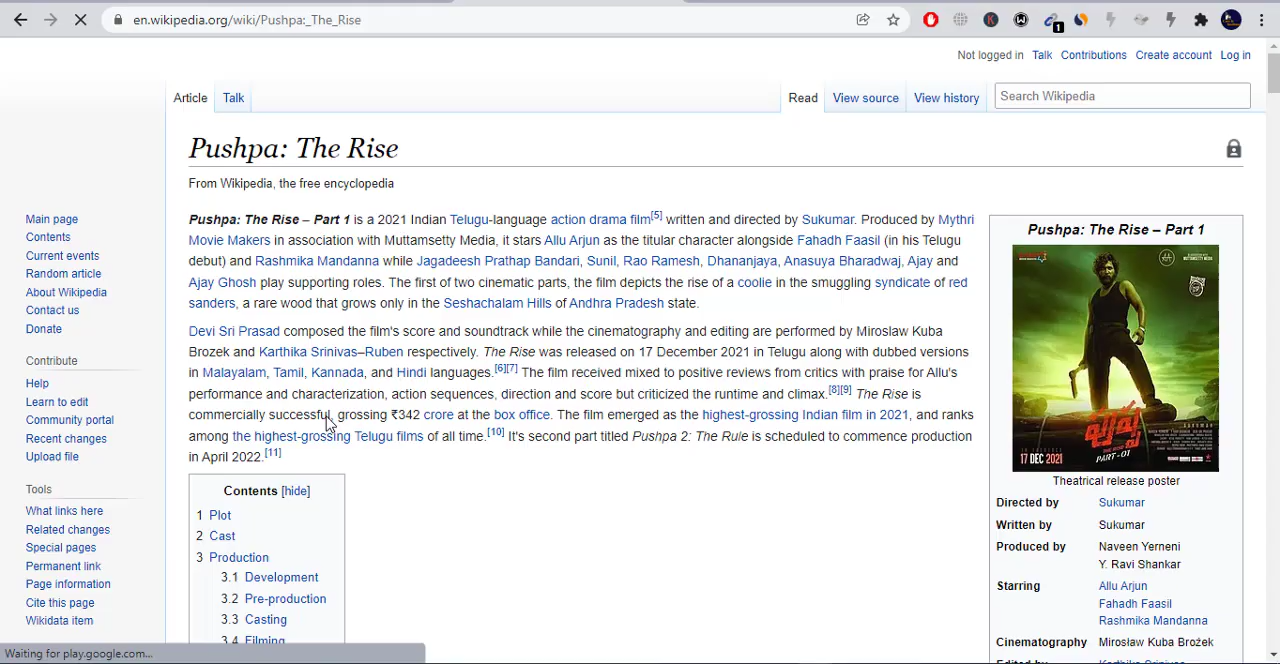 en.wikipedia.org/wiki/Pushpa:_The_Rise
1
Not logged in Talk Contributions Create account Log in
Article Talk Read View source View history Search Wikipedia
Pushpa: The Rise
From Wikipedia, the free encyclopedia
Main page
Contents
Current events
Random article
About Wikipedia
Contact us
Donate
Contribute
Help
Learn to edit
Community portal
Recent changes
Upload file
Tools
What links here
Related changes
Special pages
Permanent link
Page information
Cite this page
Wikidata item
Pushpa: The Rise – Part 1 is a 2021 Indian Telugu-language action drama film[5] written and directed by Sukumar. Produced by Mythri
Movie Makers in association with Muttamsetty Media, it stars Allu Arjun as the titular character alongside Fahadh Faasil (in his Telugu
debut) and Rashmika Mandanna while Jagadeesh Prathap Bandari, Sunil, Rao Ramesh, Dhananjaya, Anasuya Bharadwaj, Ajay and
Ajay Ghosh play supporting roles. The first of two cinematic parts, the film depicts the rise of a coolie in the smuggling syndicate of red
sanders, a rare wood that grows only in the Seshachalam Hills of Andhra Pradesh state.
Devi Sri Prasad composed the film's score and soundtrack while the cinematography and editing are performed by Miroslaw Kuba
Brozek and Karthika Srinivas–Ruben respectively. The Rise was released on 17 December 2021 in Telugu along with dubbed versions
in Malayalam, Tamil, Kannada, and Hindi languages.[6][7] The film received mixed to positive reviews from critics with praise for Allu's
performance and characterization, action sequences, direction and score but criticized the runtime and climax.[8][9] The Rise is
commercially successful, grossing ₹342 crore at the box office. The film emerged as the highest-grossing Indian film in 2021, and ranks
among the highest-grossing Telugu films of all time.[10] It's second part titled Pushpa 2: The Rule is scheduled to commence production
in April 2022.[11]
Contents [hide]
1 Plot
2 Cast
3 Production
3.1 Development
3.2 Pre-production
3.3 Casting
3.4 Filming
Pushpa: The Rise – Part 1
పుష్ప
PART-01
17 DEC 2021
Theatrical release poster
Directed by Sukumar
Written by Sukumar
Produced by Naveen Yerneni
Y. Ravi Shankar
Starring Allu Arjun
Fahadh Faasil
Rashmika Mandanna
Cinematography Mirosław Kuba Brożek
Waiting for play.google.com...